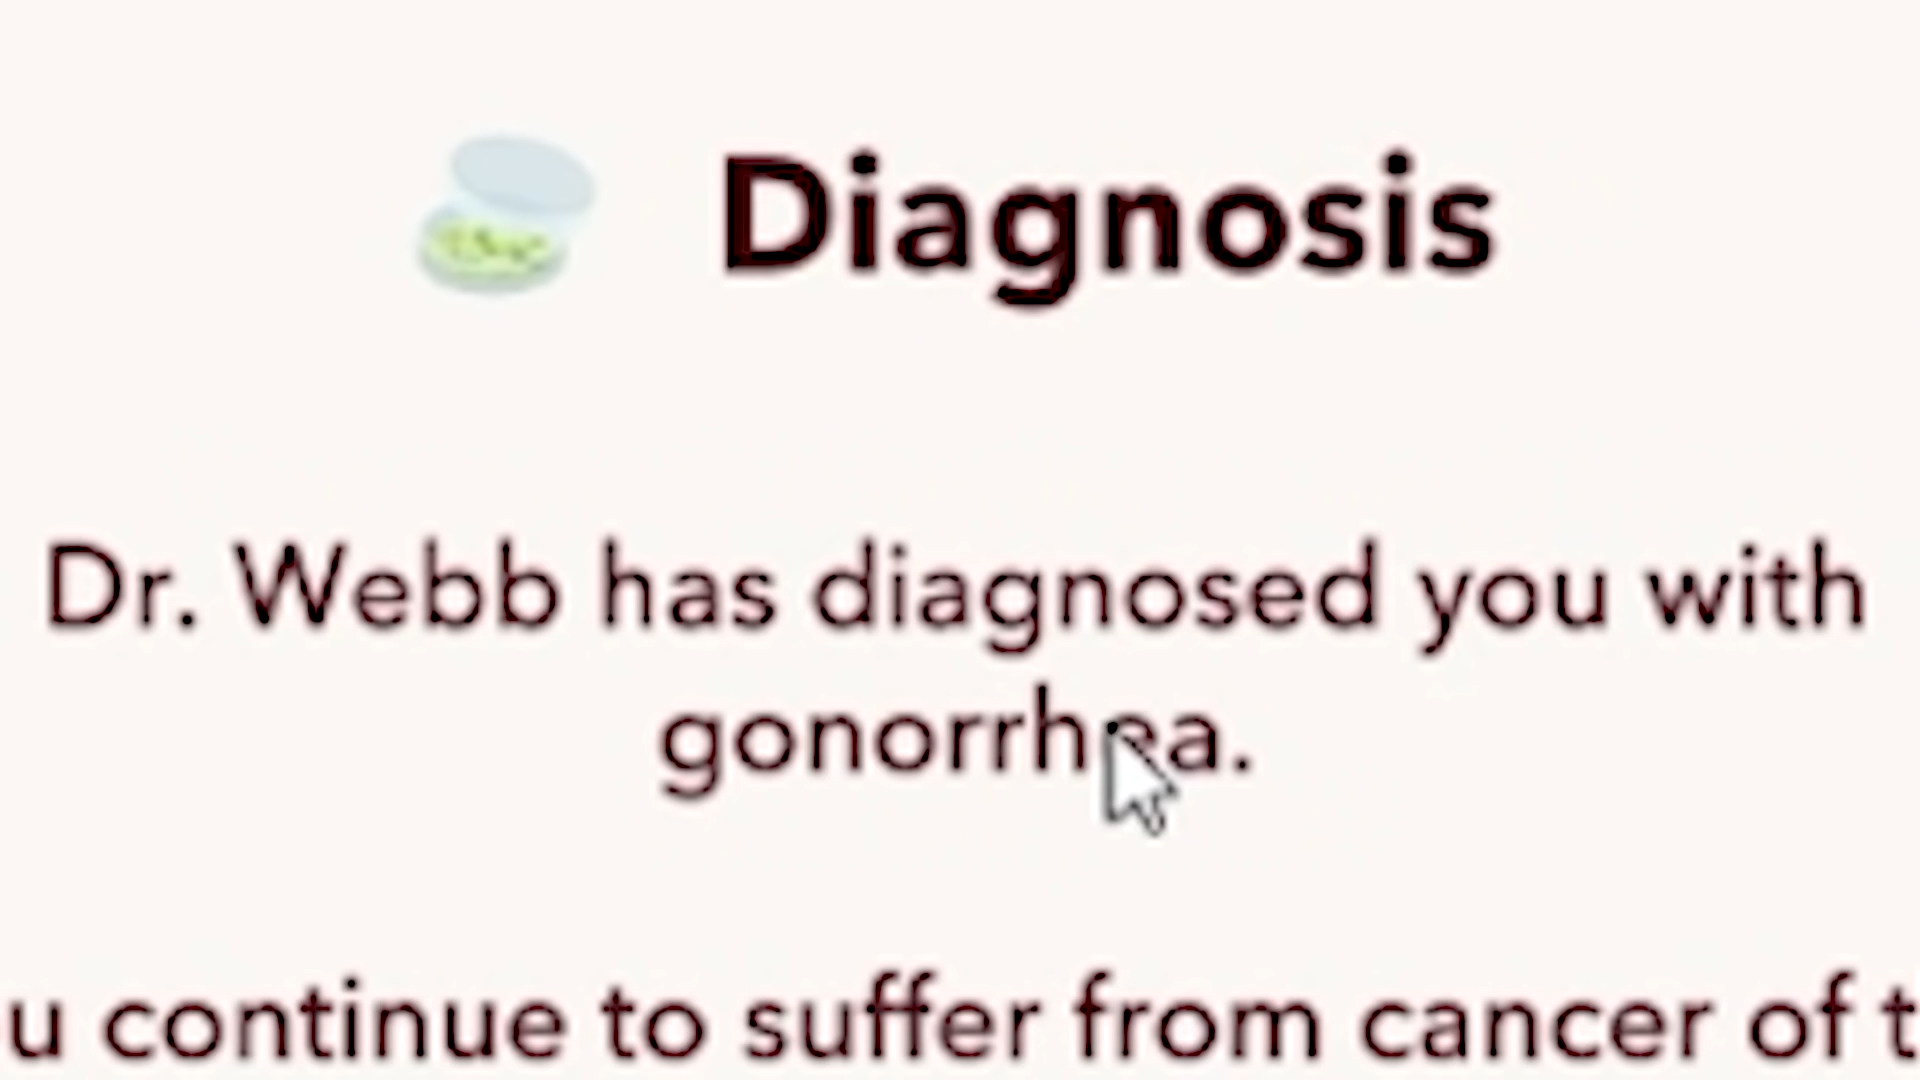 Diagnosis
Dr. Webb has diagnosed you with
gonorrhea.
u continue to suffer from cancer of t